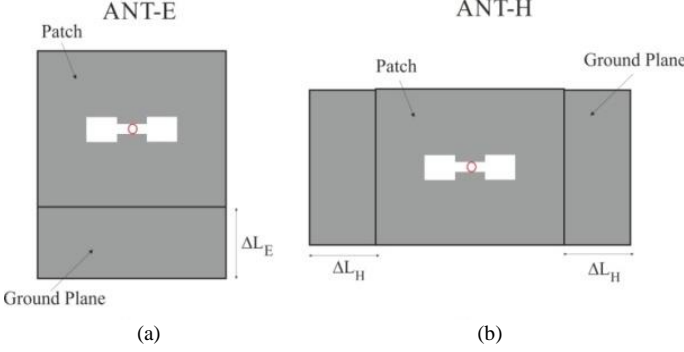 ANT-E
Patch
ΔL_E
Ground Plane
(a)
ANT-H
Patch
Ground Plane
ΔL_H
ΔL_H
(b)